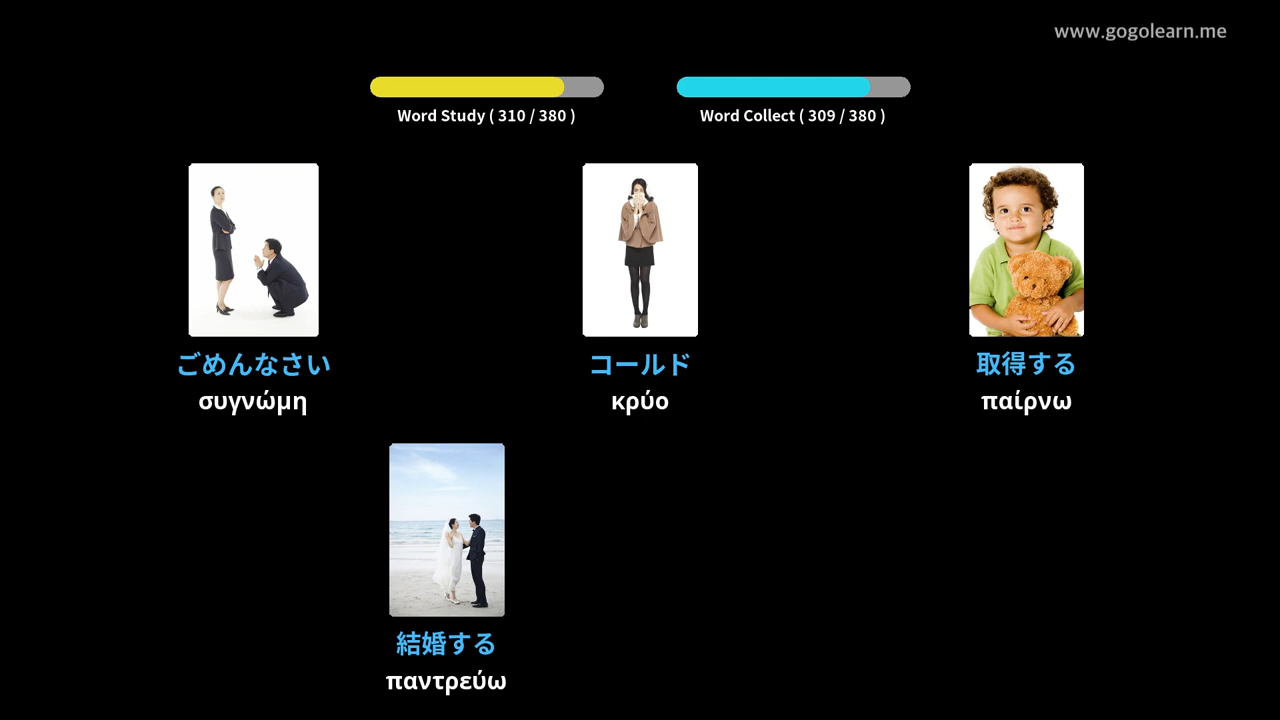 www.gogolearn.me
Word Study ( 310 / 380 )
Word Collect ( 309 / 380 )
ごめんなさい
συγνώμη
コールド
κρύο
取得する
παίρνω
結婚する
παντρεύω